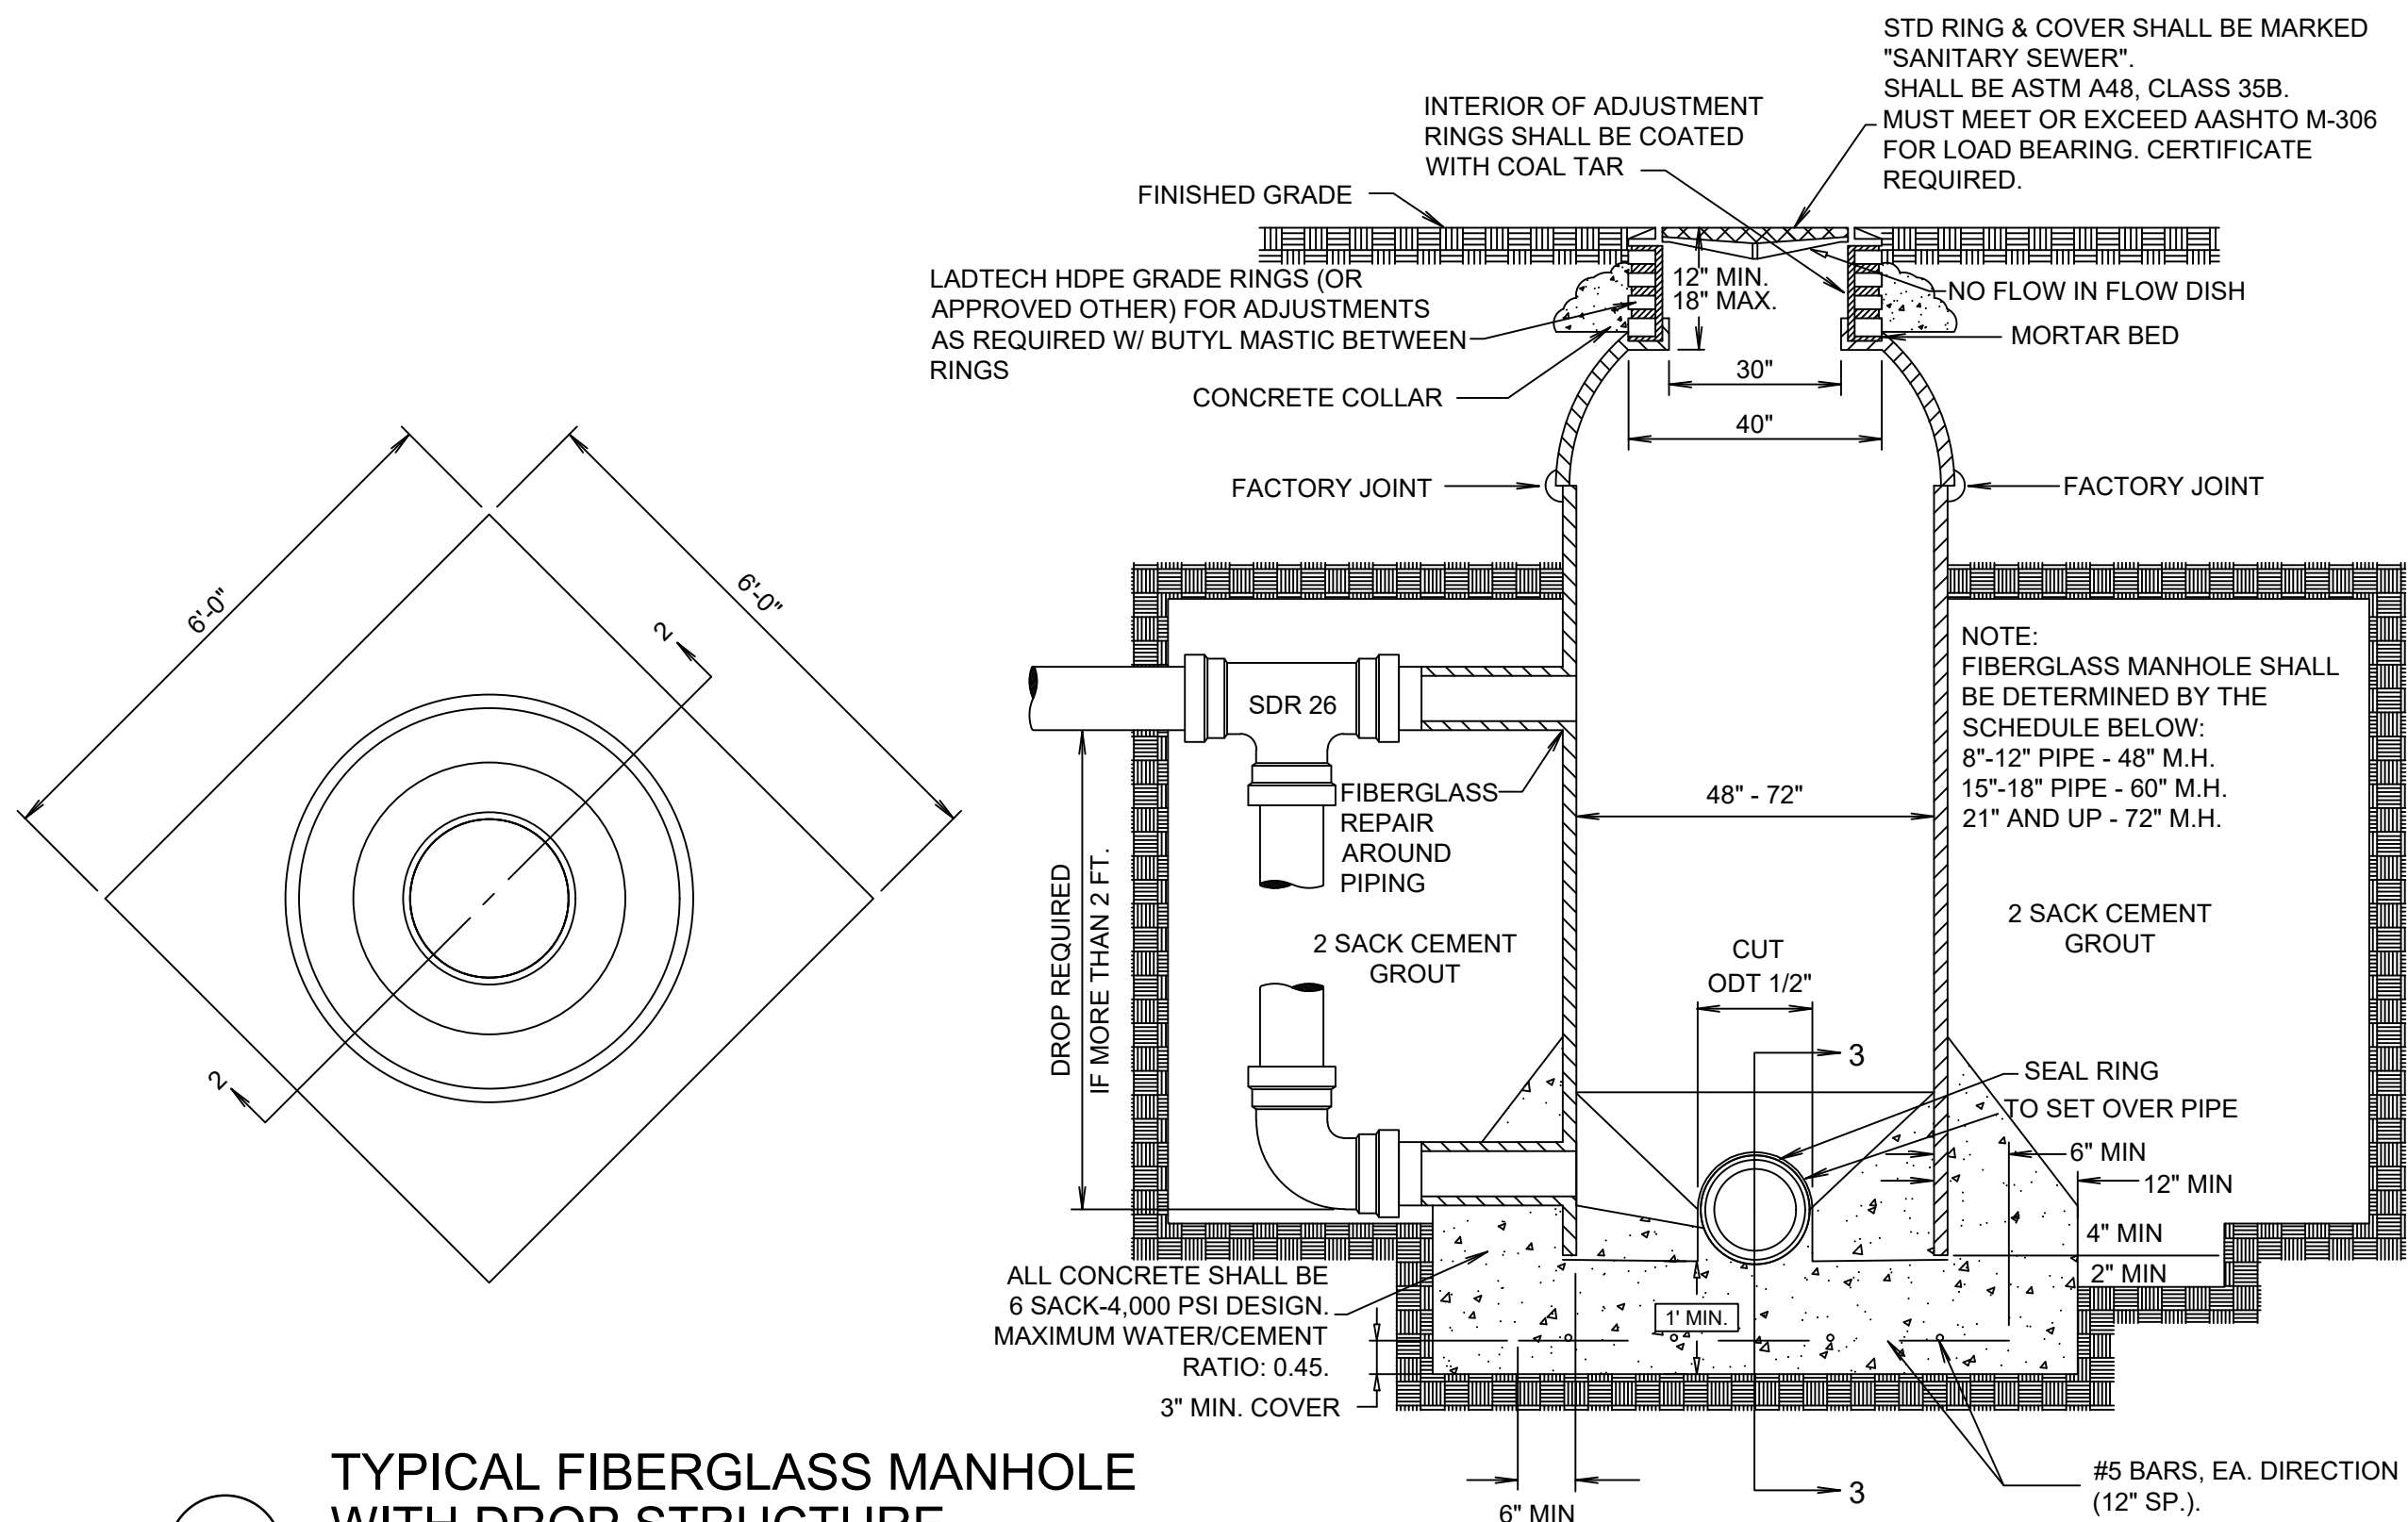 STD RING & COVER SHALL BE MARKED
"SANITARY SEWER".
SHALL BE ASTM A48, CLASS 35B.
MUST MEET OR EXCEED AASHTO M-306
FOR LOAD BEARING. CERTIFICATE
REQUIRED.
INTERIOR OF ADJUSTMENT
RINGS SHALL BE COATED
WITH COAL TAR
FINISHED GRADE
LADTECH HDPE GRADE RINGS (OR
APPROVED OTHER) FOR ADJUSTMENTS
AS REQUIRED W/ BUTYL MASTIC BETWEEN
RINGS
12" MIN.
18" MAX.
NO FLOW IN FLOW DISH
MORTAR BED
CONCRETE COLLAR
30"
40"
FACTORY JOINT
FACTORY JOINT
6'-0"
6'-0"
2
2
SDR 26
NOTE:
FIBERGLASS MANHOLE SHALL
BE DETERMINED BY THE
SCHEDULE BELOW:
8"-12" PIPE - 48" M.H.
15"-18" PIPE - 60" M.H.
21" AND UP - 72" M.H.
FIBERGLASS
REPAIR
AROUND
PIPING
48" - 72"
DROP REQUIRED
IF MORE THAN 2 FT.
2 SACK CEMENT
GROUT
2 SACK CEMENT
GROUT
CUT
ODT 1/2"
3
SEAL RING
TO SET OVER PIPE
6" MIN
12" MIN
4" MIN
2" MIN
ALL CONCRETE SHALL BE
6 SACK-4,000 PSI DESIGN.
MAXIMUM WATER/CEMENT
RATIO: 0.45.
1' MIN.
3" MIN. COVER
3
6" MIN
#5 BARS, EA. DIRECTION
(12" SP.).
TYPICAL FIBERGLASS MANHOLE
WITH DROP STRUCTURE